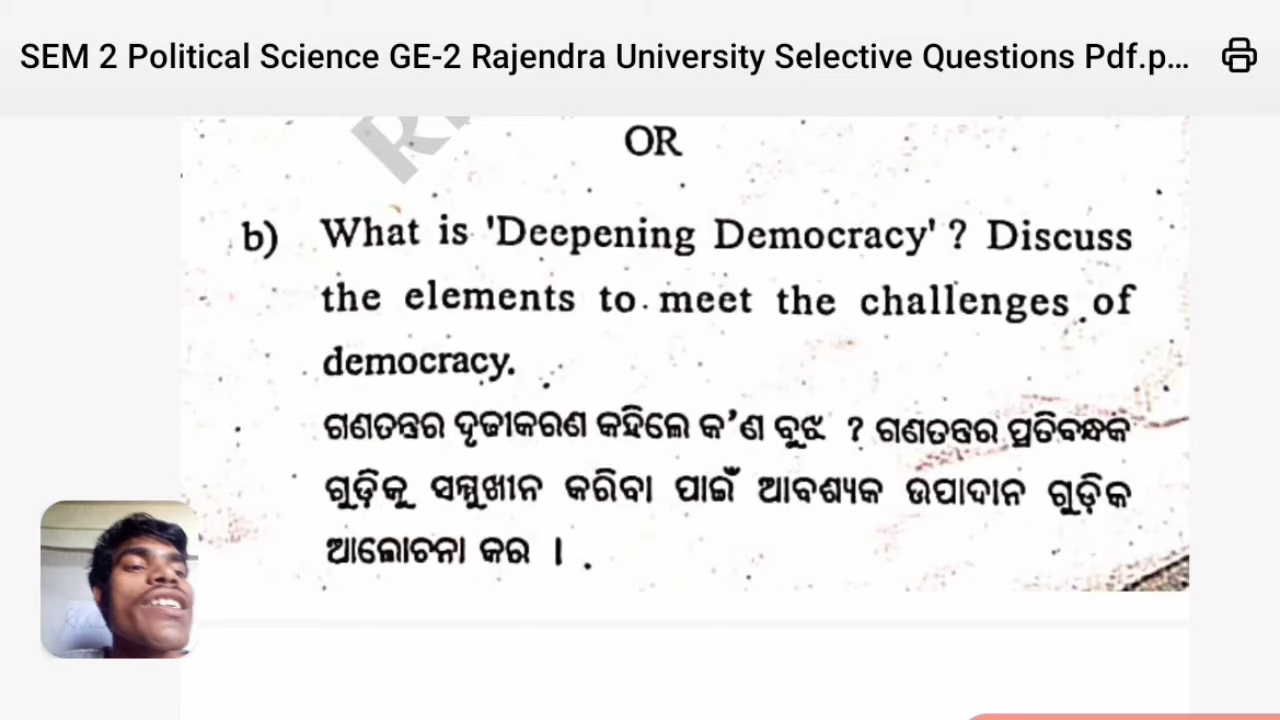 SEM 2 Political Science GE-2 Rajendra University Selective Questions Pdf.p...
OR
b) What is 'Deepening Democracy' ? Discuss
the elements to meet the challenges of
democracy.
ଗଣତନ୍ତ୍ରର ଦୃଢୀକରଣ କହିଲେ କ'ଣ ବୁଝ ? ଗଣତନ୍ତ୍ରର ପ୍ରତିବନ୍ଧକ
ଗୁଡ଼ିକୁ ସମ୍ମୁଖୀନ କରିବା ପାଇଁ ଆବଶ୍ୟକ ଉପାଦାନ ଗୁଡ଼ିକ
ଆଲୋଚନା କର ।